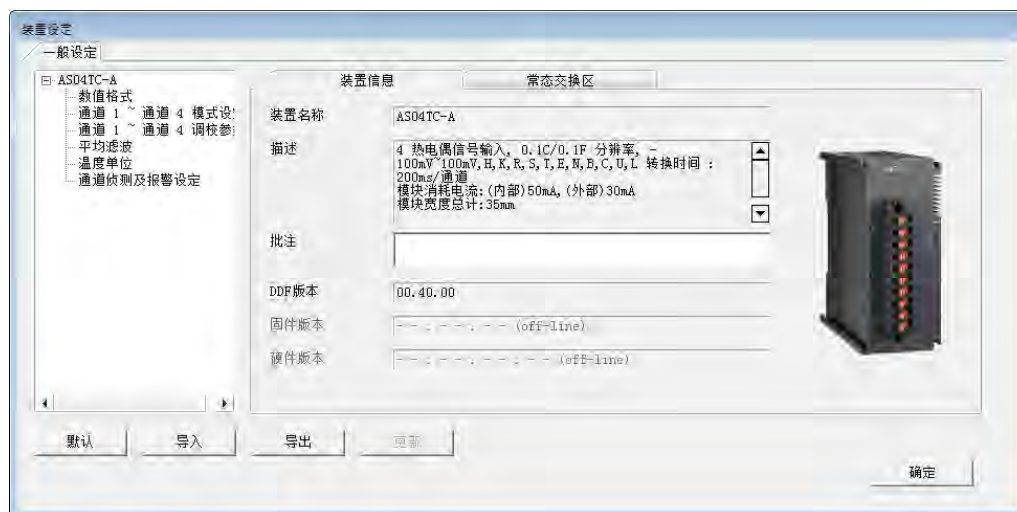 装置设定
一般设定
AS04TC-A
数值格式
通道 1 ~ 通道 4 模式设
通道 1 ~ 通道 4 调校参
平均滤波
温度单位
通道侦测及报警设定
装置信息
常态交换区
装置名称
AS04TC-A
描述
4 热电偶信号输入, 0.1C/0.1F 分辨率, -
100mV~100mV,H,K,R,S,T,E,N,B,C,U,L 转换时间 :
200ms/通道
模块消耗电流:(内部)50mA,(外部)30mA
模块宽度总计:35mm
批注
DDF版本
00.40.00
固件版本
--.--.-- (off-line)
硬件版本
--.--.--.-- (off-line)
默认
导入
导出
更新
确定